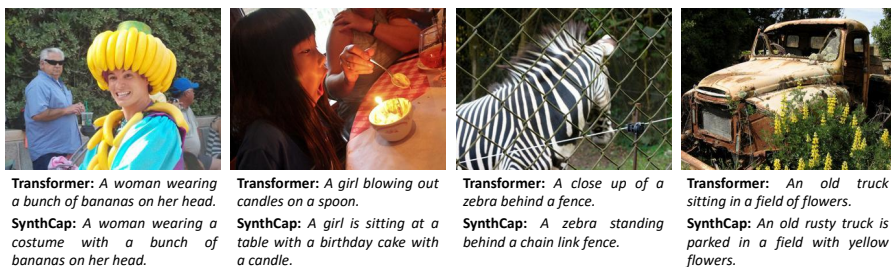 Transformer: A woman wearing
a bunch of bananas on her head.
SynthCap: A woman wearing a
costume with a bunch of
bananas on her head.
Transformer: A girl blowing out
candles on a spoon.
SynthCap: A girl is sitting at a
table with a birthday cake with
a candle.
Transformer: A close up of a
zebra behind a fence.
SynthCap: A zebra standing
behind a chain link fence.
Transformer: An old truck
sitting in a field of flowers.
SynthCap: An old rusty truck is
parked in a field with yellow
flowers.